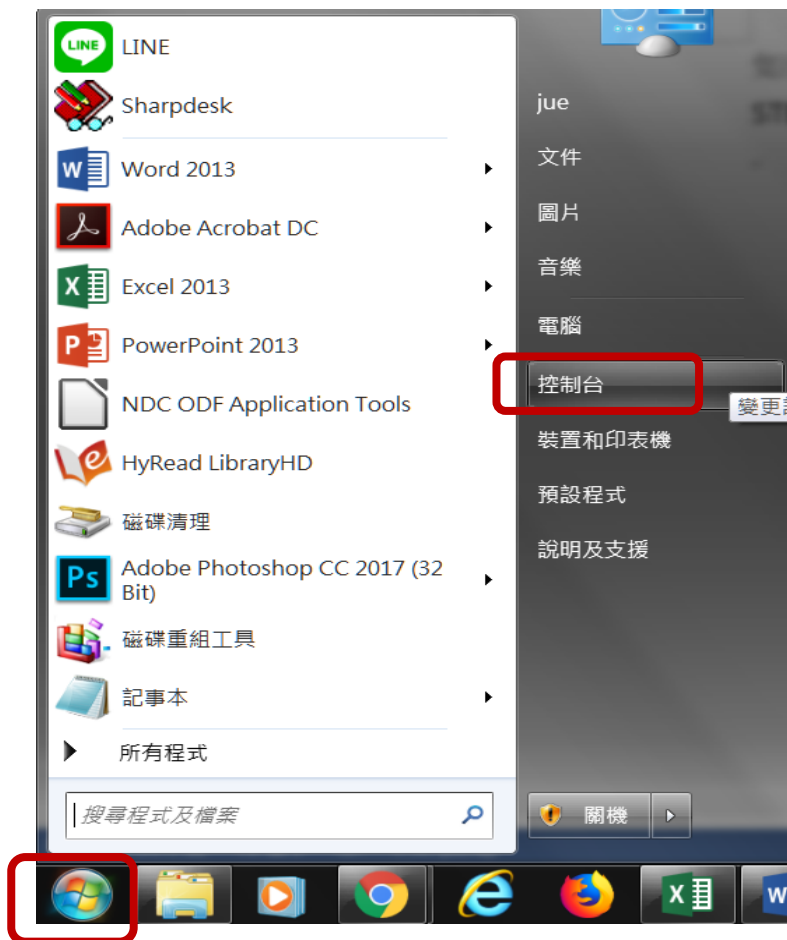 LINE
LINE
Sharpdesk
Word 2013
Adobe Acrobat DC
Excel 2013
PowerPoint 2013
NDC ODF Application Tools
HyRead LibraryHD
磁碟清理
Ps
Adobe Photoshop CC 2017 (32
Bit)
磁碟重組工具
記事本
所有程式
搜尋程式及檔案
jue
文件
圖片
音樂
電腦
控制台
變更
裝置和印表機
預設程式
說明及支援
關機